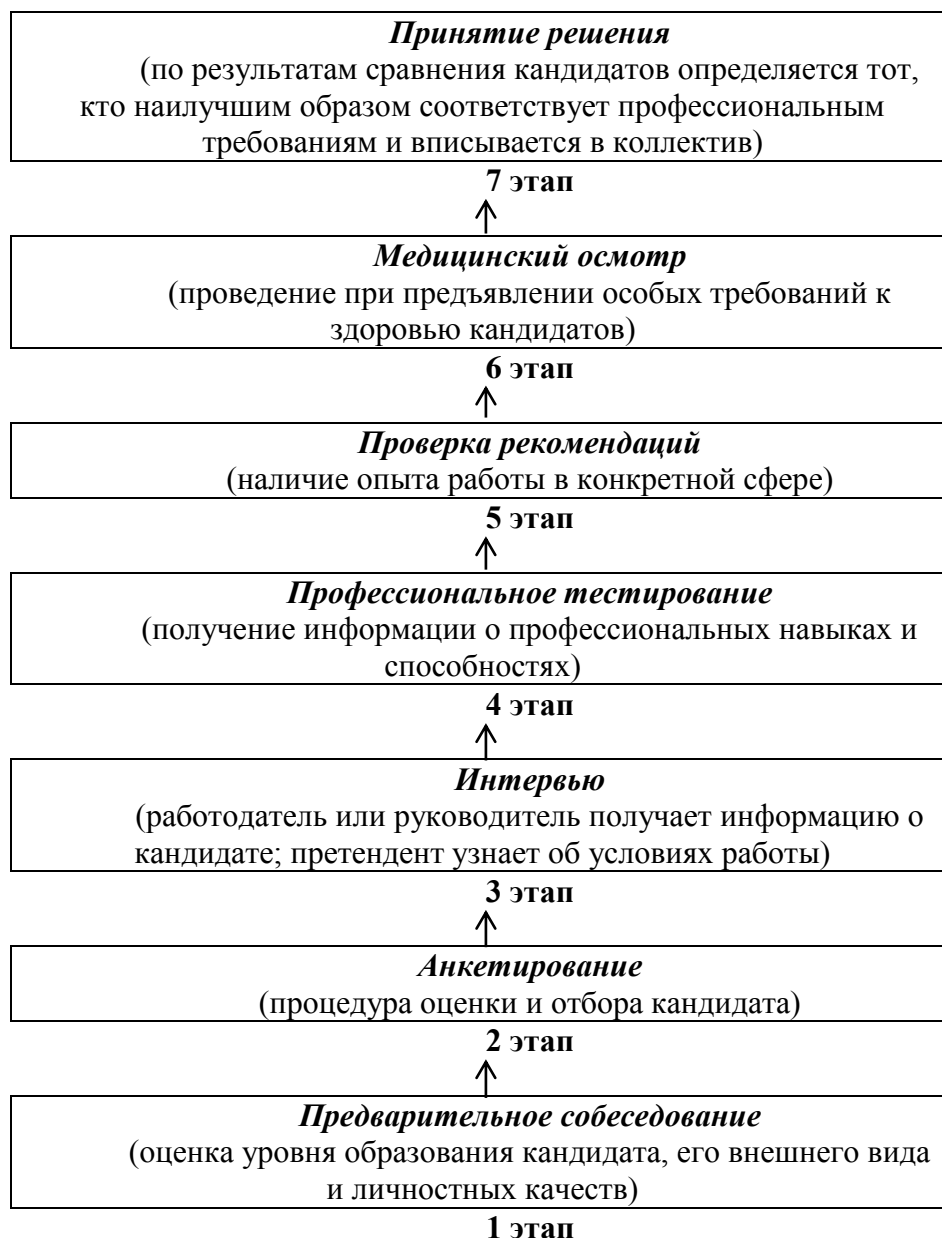 Принятие решения
(по результатам сравнения кандидатов определяется тот,
кто наилучшим образом соответствует профессиональным
требованиям и вписывается в коллектив)
7 этап
Медицинский осмотр
(проведение при предъявлении особых требований к
здоровью кандидатов)
6 этап
Проверка рекомендаций
(наличие опыта работы в конкретной сфере)
5 этап
Профессиональное тестирование
(получение информации о профессиональных навыках и
способностях)
4 этап
Интервью
(работодатель или руководитель получает информацию о
кандидате; претендент узнает об условиях работы)
3 этап
Анкетирование
(процедура оценки и отбора кандидата)
2 этап
Предварительное собеседование
(оценка уровня образования кандидата, его внешнего вида
и личностных качеств)
1 этап